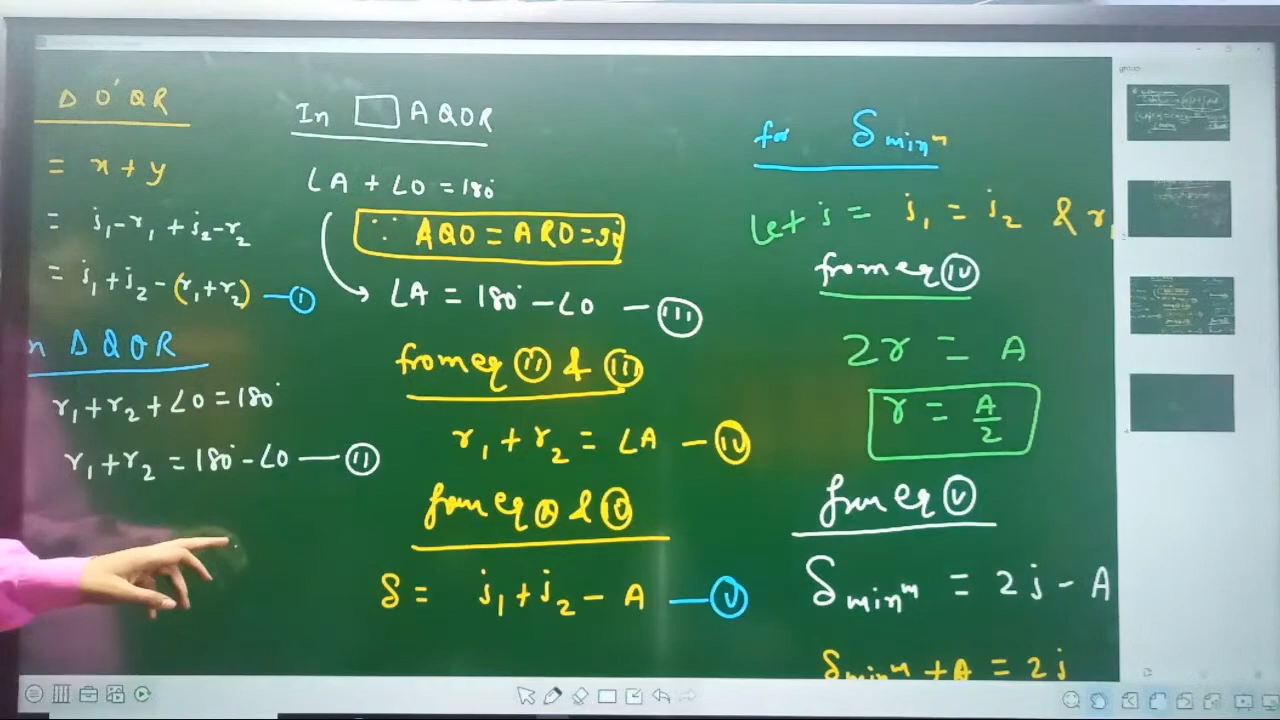 Δ O'QR
= x + y
= i₁-r₁ + i₂-r₂
= i₁+i₂-(r₁+r₂) —(I)
n Δ QOR
r₁+r₂+∠O=180°
r₁+r₂=180°-∠O —(II)
In □ AQOR
∠A + ∠O = 180°
∵ AQO = ARO = 90°
∠A = 180° - ∠O —(III)
from eq (II) & (III)
r₁ + r₂ = ∠A —(IV)
from eq & (IV)
δ = i₁+i₂ - A —(V)
for δ minᵐ
Let i = i₁ = i₂ & r₁
from eq (IV)
2r = A
r = A/2
from eq (V)
δ minᵐ = 2i - A
δ minᵐ + A = 2i
group